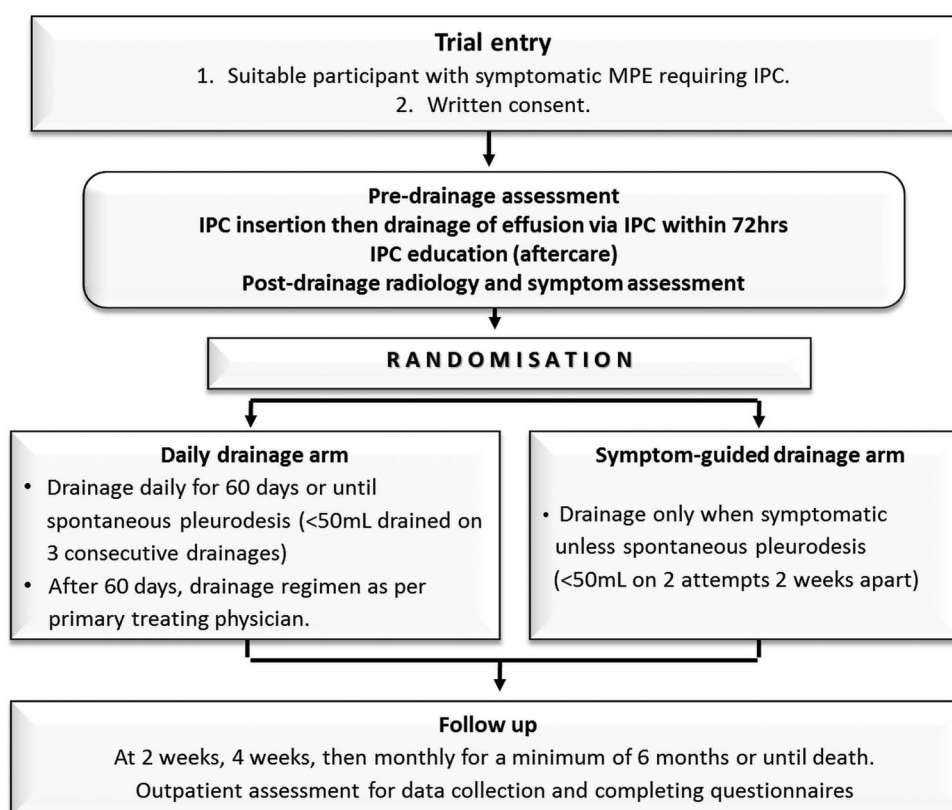 Trial entry
1. Suitable participant with symptomatic MPE requiring IPC.
2. Written consent.
Pre-drainage assessment
IPC insertion then drainage of effusion via IPC within 72hrs
IPC education (aftercare)
Post-drainage radiology and symptom assessment
RANDOMISATION
Daily drainage arm
• Drainage daily for 60 days or until
spontaneous pleurodesis (<50mL drained on
3 consecutive drainages)
• After 60 days, drainage regimen as per
primary treating physician.
Symptom-guided drainage arm
• Drainage only when symptomatic
unless spontaneous pleurodesis
(<50mL on 2 attempts 2 weeks apart)
Follow up
At 2 weeks, 4 weeks, then monthly for a minimum of 6 months or until death.
Outpatient assessment for data collection and completing questionnaires